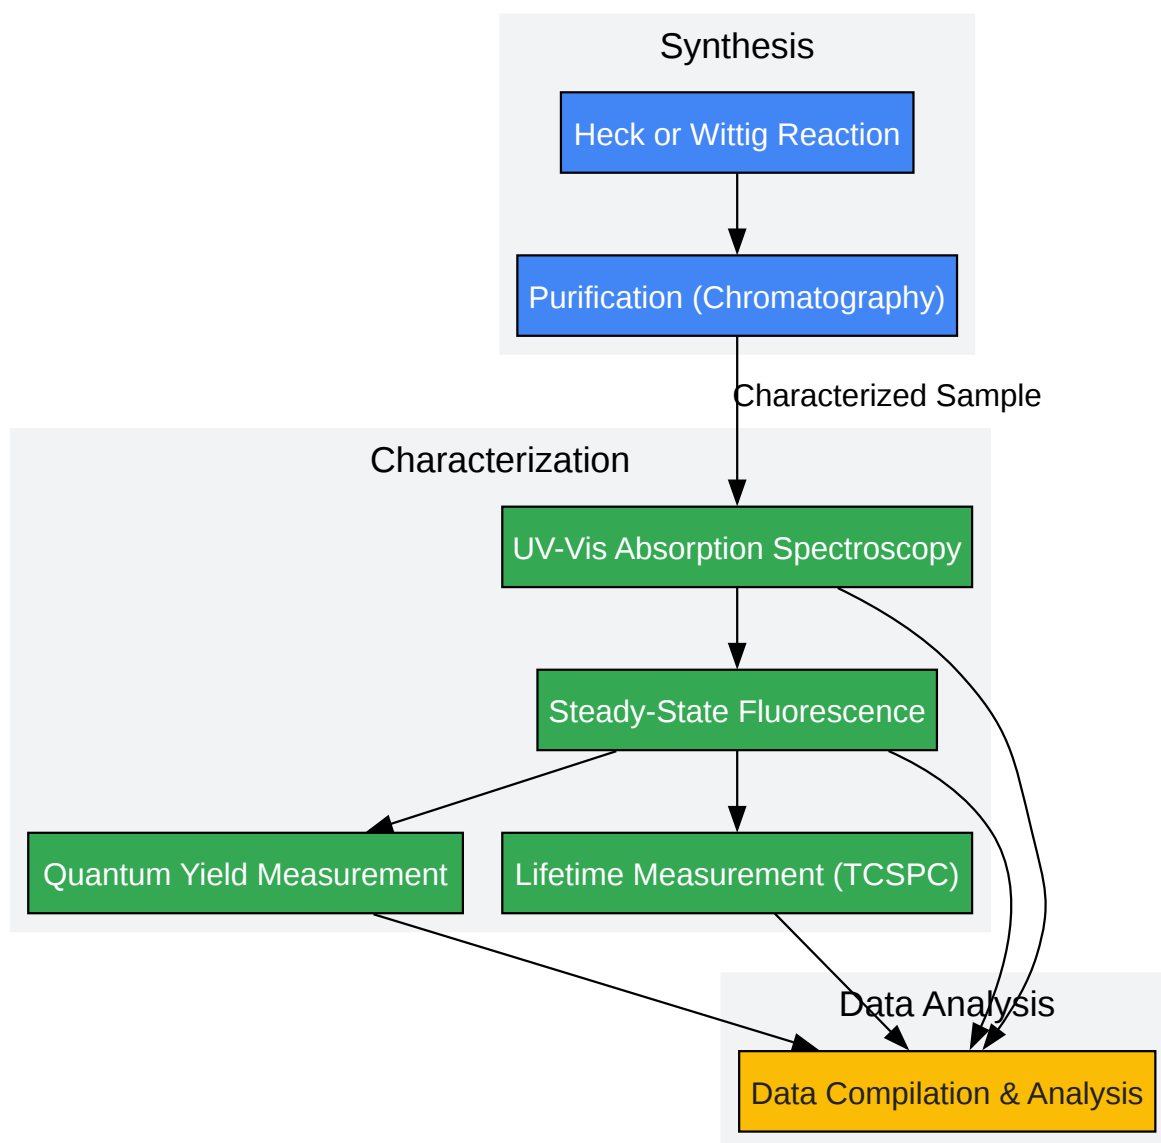 Synthesis
Heck or Wittig Reaction
Purification (Chromatography)
Characterized Sample
Characterization
UV-Vis Absorption Spectroscopy
Steady-State Fluorescence
Quantum Yield Measurement
Lifetime Measurement (TCSPC)
Data Analysis
Data Compilation & Analysis